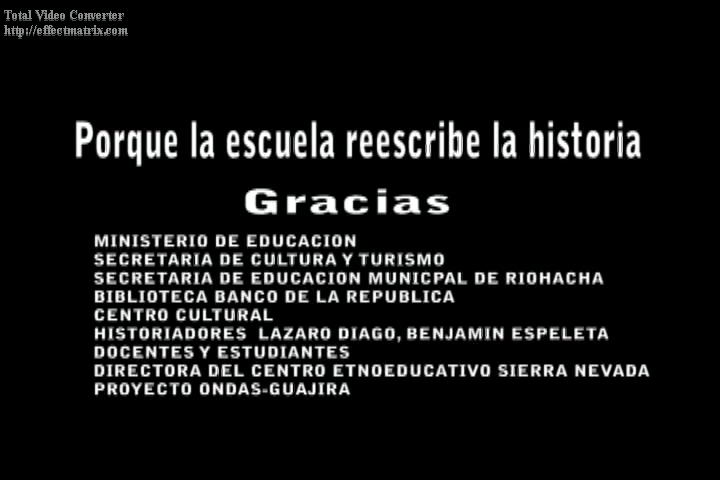 Total Video Converter
http://effectmatrix.com
Porque la escuela reescribe la historia
Gracias
MINISTERIO DE EDUCACION
SECRETARIA DE CULTURA Y TURISMO
SECRETARIA DE EDUCACION MUNICPAL DE RIOHACHA
BIBLIOTECA BANCO DE LA REPUBLICA
CENTRO CULTURAL
HISTORIADORES LAZARO DIAGO, BENJAMIN ESPELETA
DOCENTES Y ESTUDIANTES
DIRECTORA DEL CENTRO ETNOEDUCATIVO SIERRA NEVADA
PROYECTO ONDAS-GUAJIRA